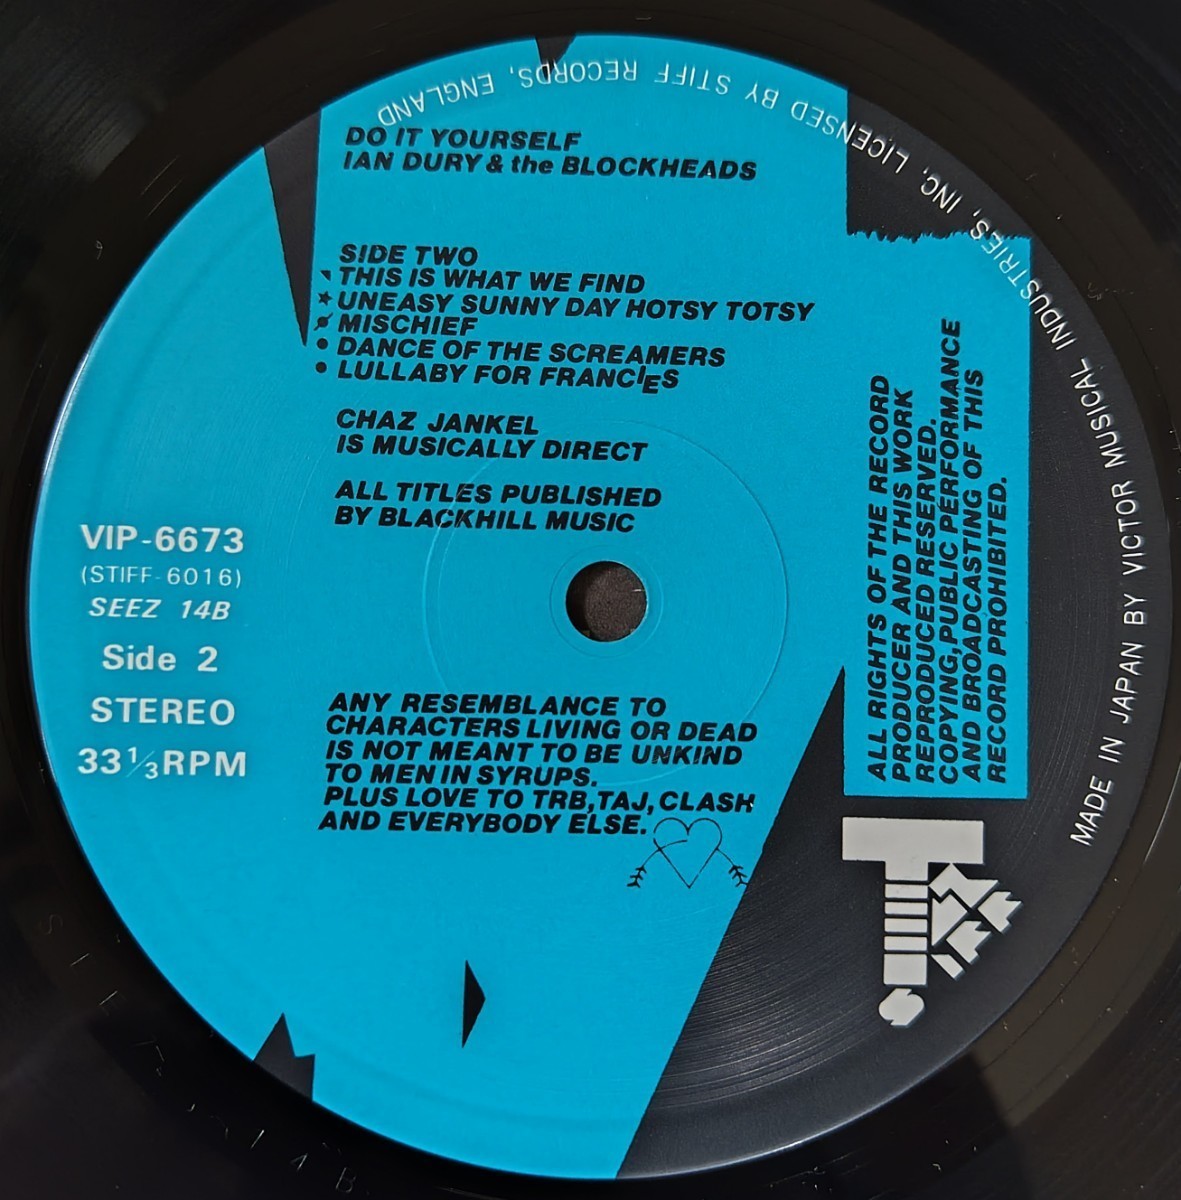 DO IT YOURSELF
IAN DURY & the BLOCKHEADS
SIDE TWO
THIS IS WHAT WE FIND
★ UNEASY SUNNY DAY HOTSY TOTSY
MISCHIEF
• DANCE OF THE SCREAMERS
• LULLABY FOR FRANCIES
CHAZ JANKEL
IS MUSICALLY DIRECT
ALL TITLES PUBLISHED
BY BLACKHILL MUSIC
VIP-6673
(STIFF-6016)
SEEZ 14B
Side 2
STEREO
33 1/3 RPM
ANY RESEMBLANCE TO
CHARACTERS LIVING OR DEAD
IS NOT MEANT TO BE UNKIND
TO MEN IN SYRUPS.
PLUS LOVE TO TRB, TAJ, CLASH
AND EVERYBODY ELSE.
ALL RIGHTS OF THE RECORD
PRODUCER AND THIS WORK
REPRODUCED RESERVED.
COPYING, PUBLIC PERFORMANCE
AND BROADCASTING OF THIS
RECORD PROHIBITED.
MADE IN JAPAN BY VICTOR MUSICAL INDUSTRIES, INC. LICENSED BY STIFF RECORDS, ENGLAND